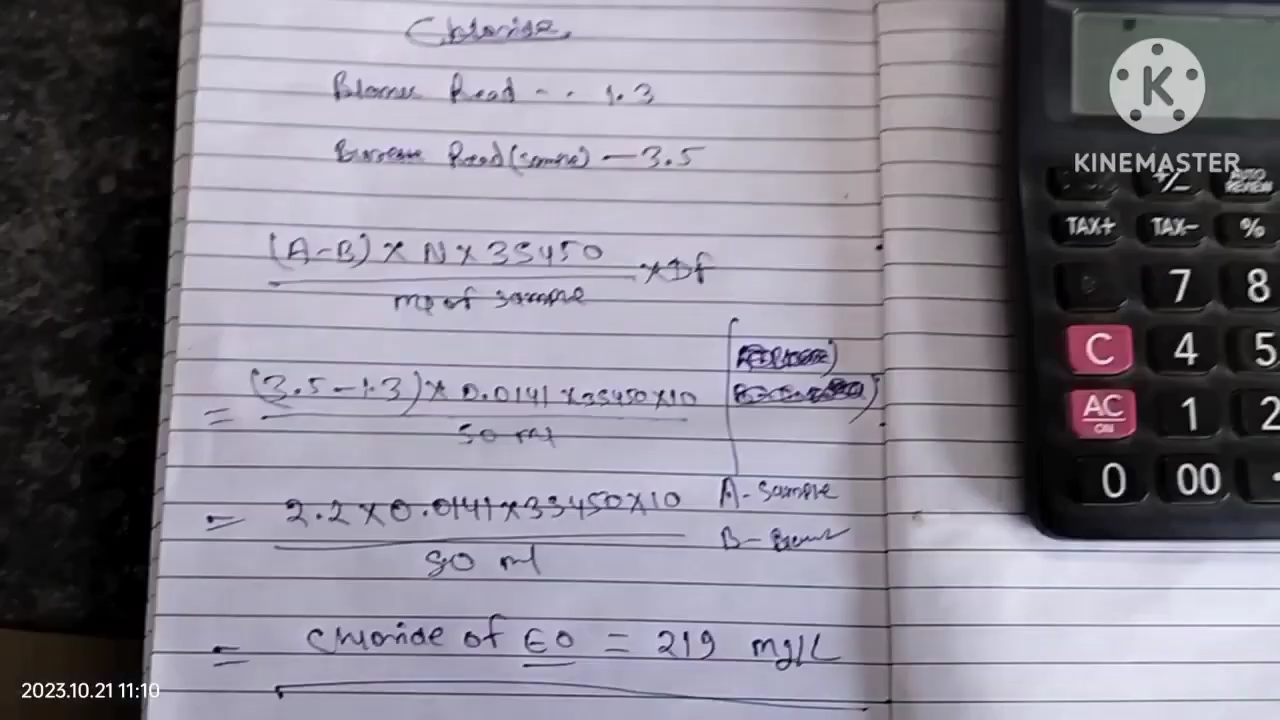 Chloride
Blank Read - . 1.3
Burette Read (sample) - 3.5
(A-B) x N x 35450
x Df
ml of sample
= (3.5-1.3) x 0.0141 x 35450 x 10
50 ml
= 2.2 x 0.0141 x 35450 x 10
50 ml
A - Sample
B - Blank
= Chloride of EO = 219 mg/L
K
KINEMASTER
+/-
AUTO REVIEW
TAX+ TAX- %
7 8
C 4 5
AC ON 1 2
0 00
2023.10.21 11:10